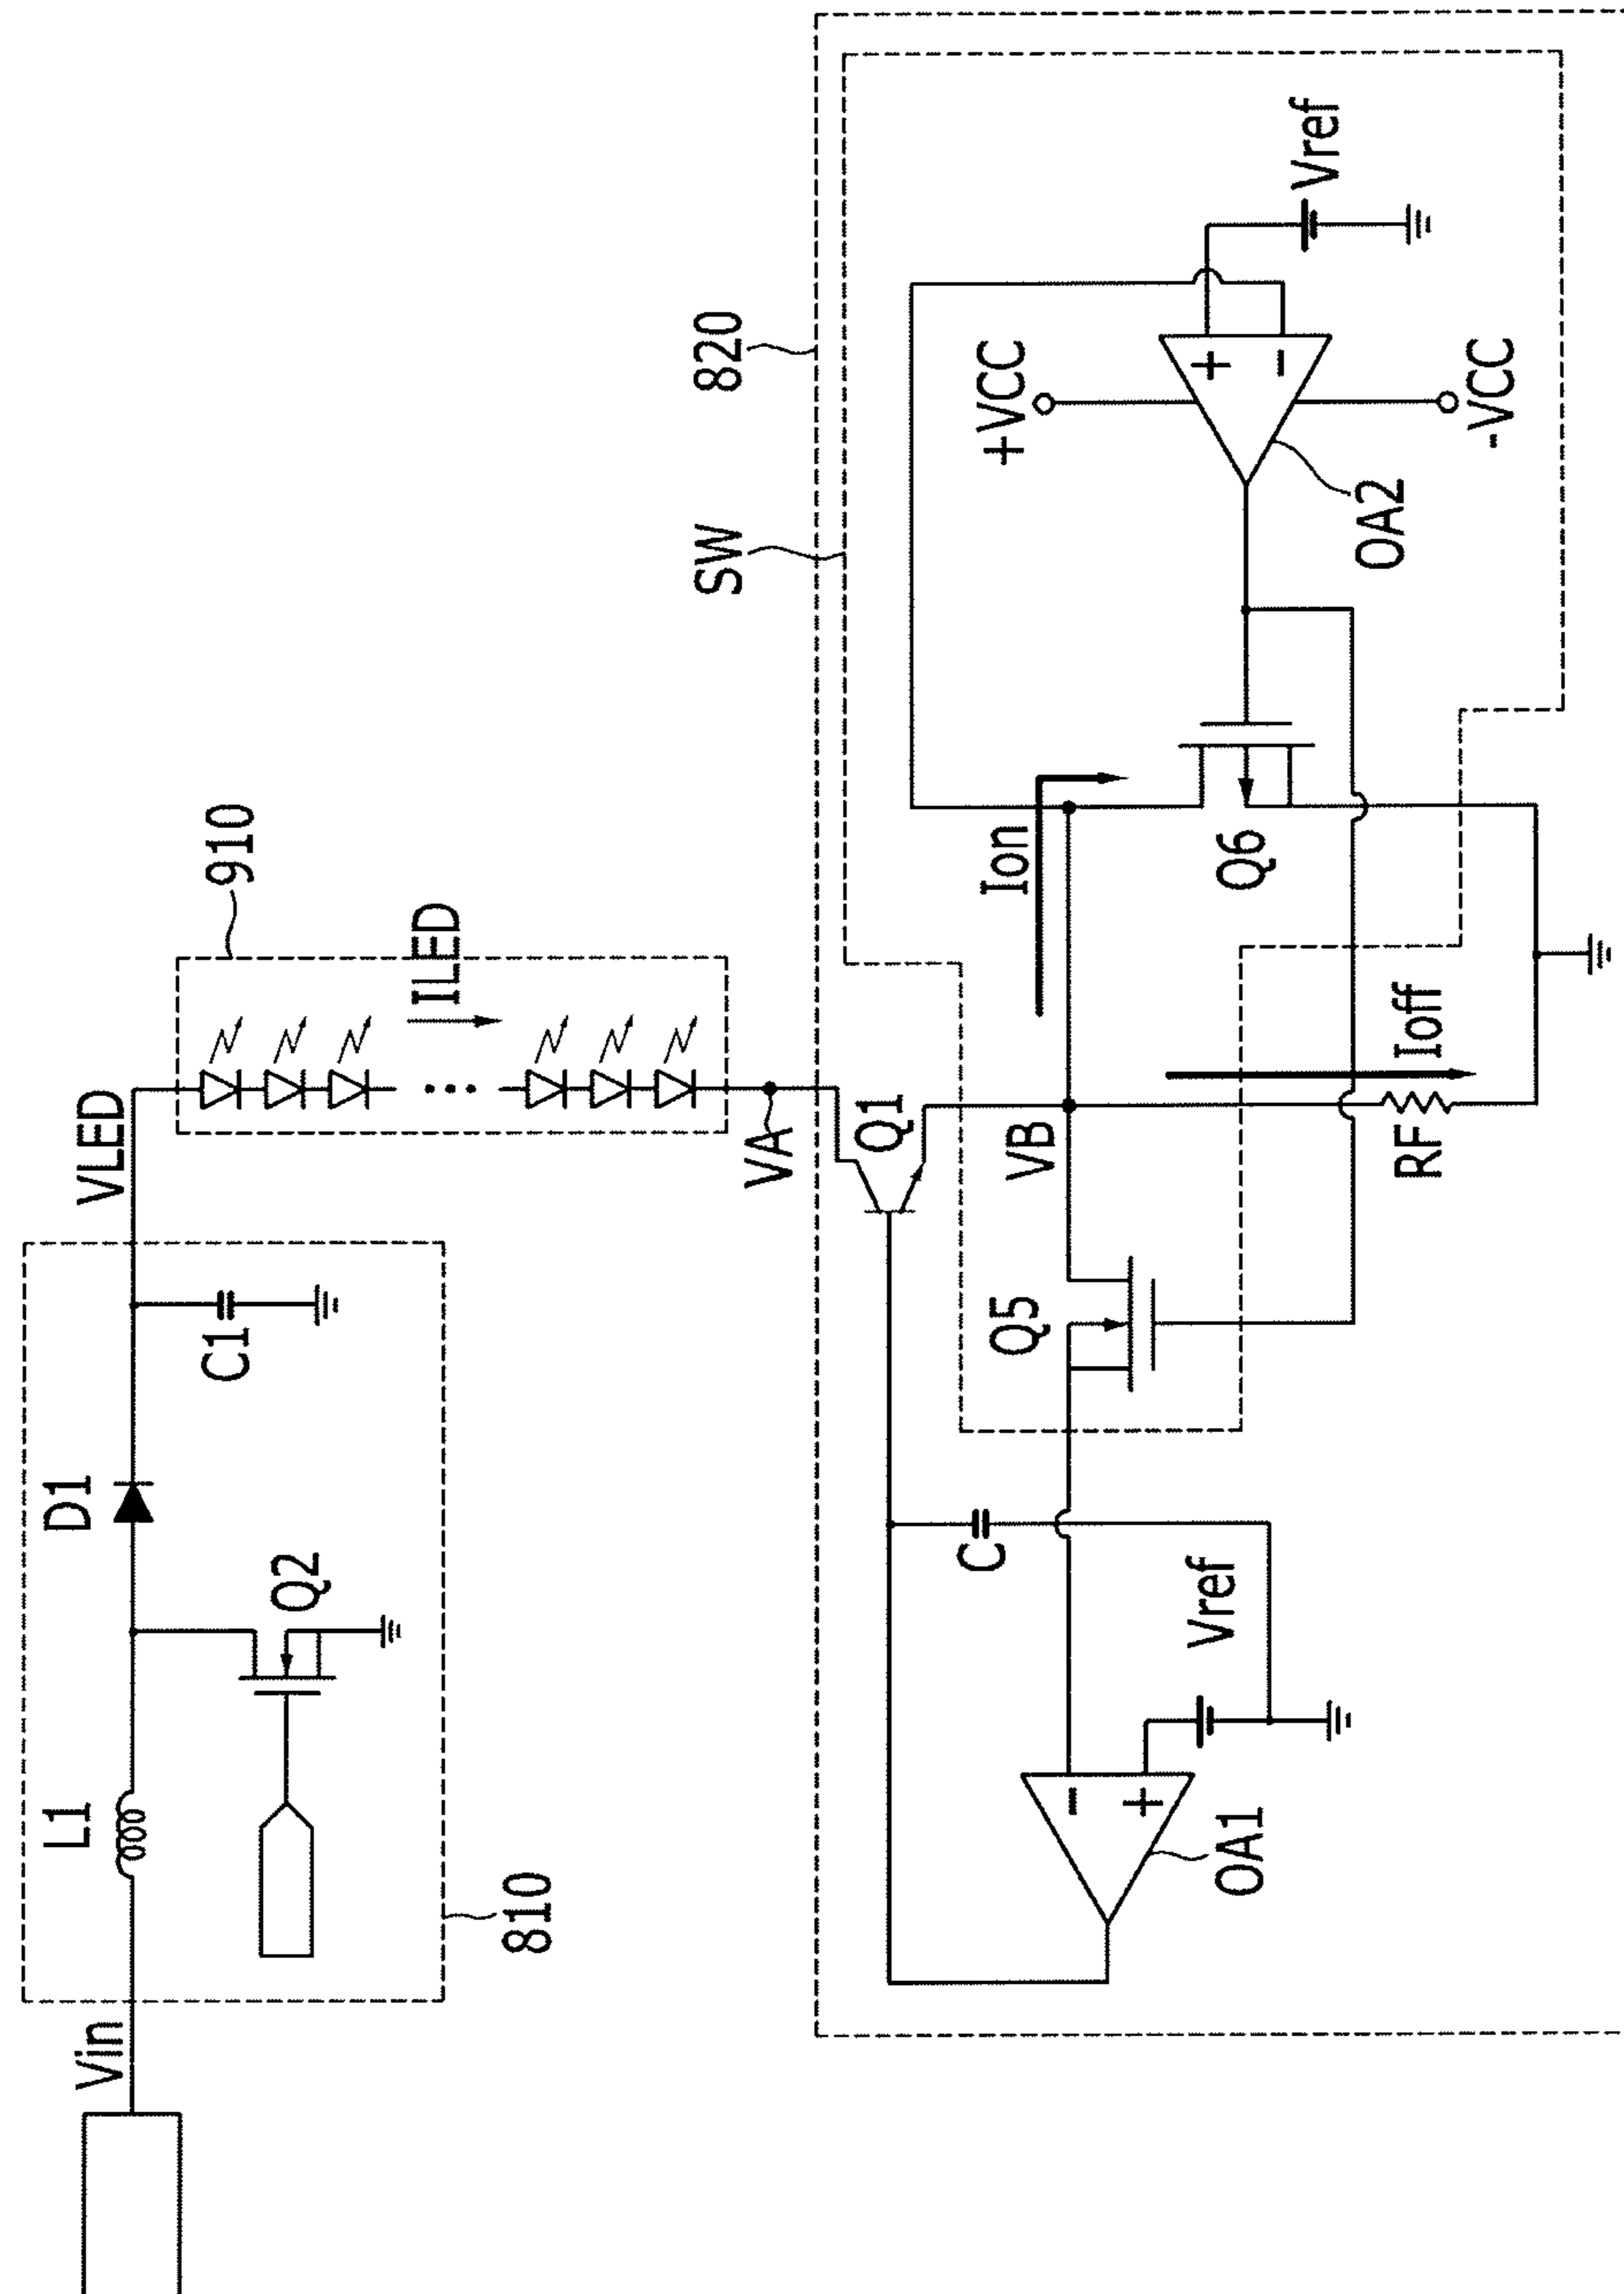 Vin
L1
D1
VLED
Q2
C1
810
910
ILED
VA
SW
820
Q1
VB
Ion
+VCC
Vref
+
-
OA2
-VCC
Q5
Q6
C
Vref
-
+
OA1
RF
Ioff